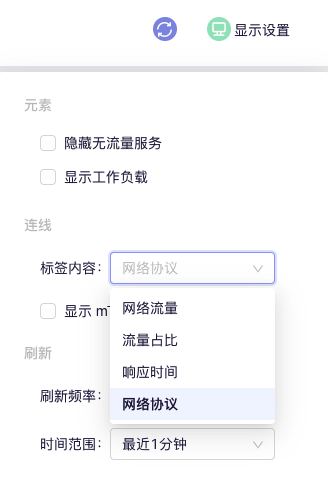 显示设置
元素
隐藏无流量服务
显示工作负载
连线
标签内容：
网络协议
显示
网络流量
流量占比
响应时间
网络协议
刷新
刷新频率：
时间范围：
最近1分钟